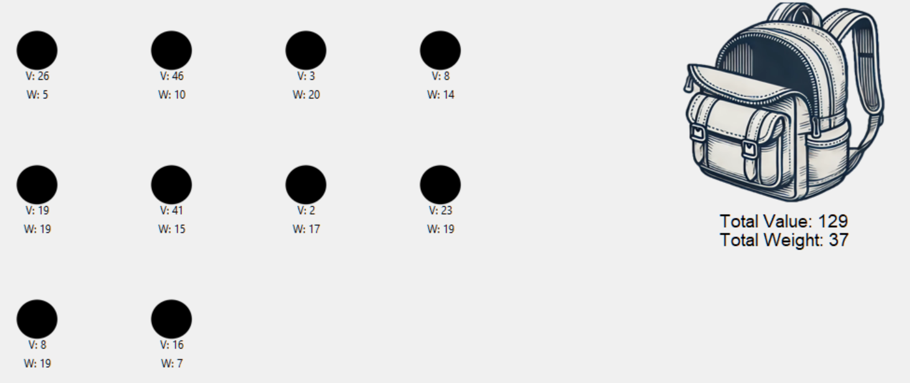 V: 26
W: 5
V: 46
W: 10
V: 3
W: 20
V: 8
W: 14
V: 19
W: 19
V: 41
W: 15
V: 2
W: 17
V: 23
W: 19
V: 8
W: 19
V: 16
W: 7
Total Value: 129
Total Weight: 37